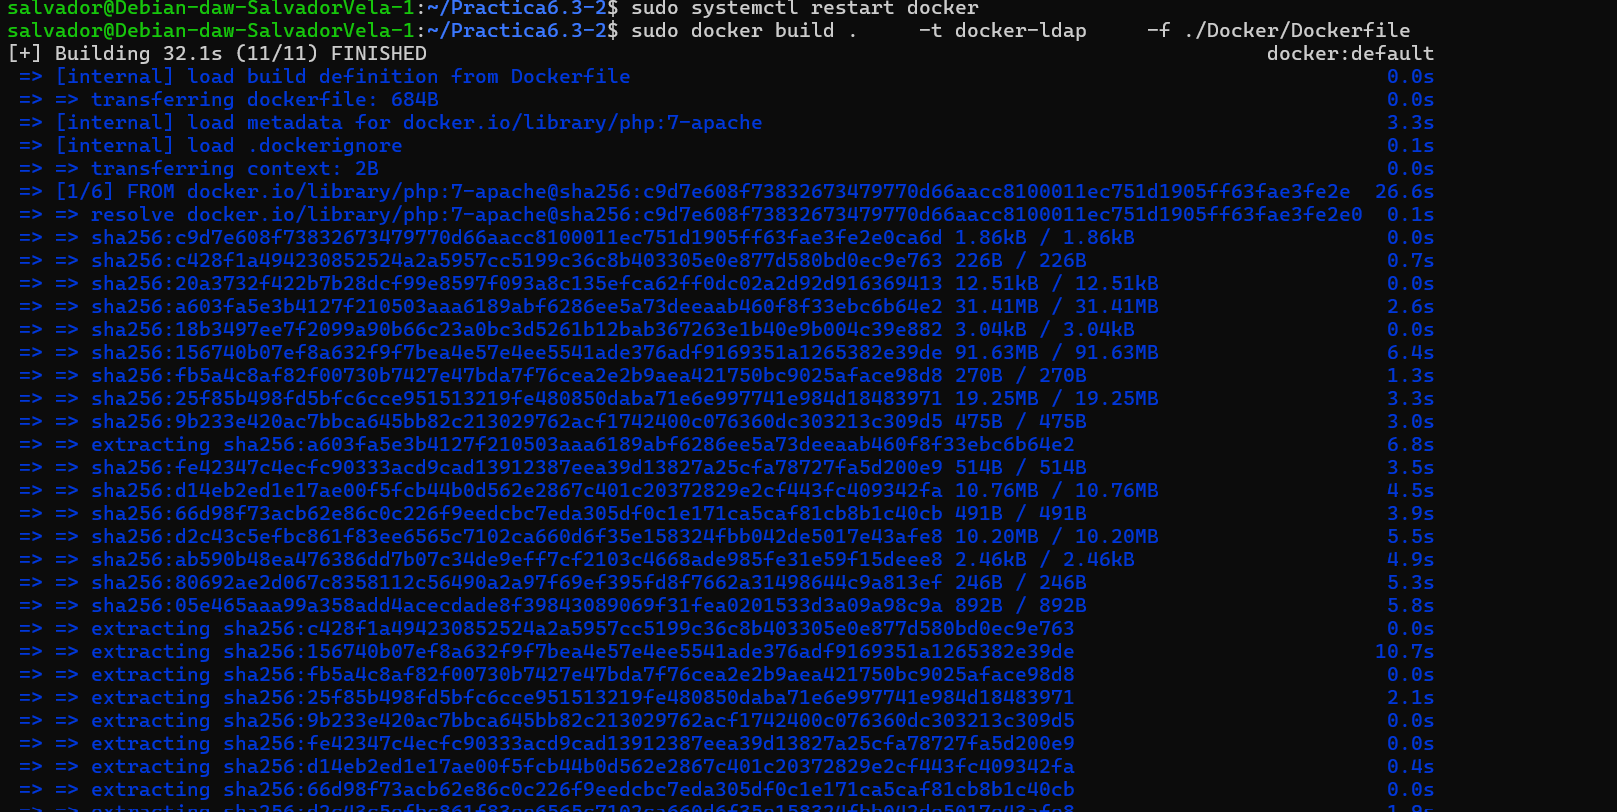 salvador@Debian-daw-SalvadorVela-1:~/Practica6.3-2$ sudo systemctl restart docker
salvador@Debian-daw-SalvadorVela-1:~/Practica6.3-2$ sudo docker build .     -t docker-ldap     -f ./Docker/Dockerfile
[+] Building 32.1s (11/11) FINISHED docker:default
=> [internal] load build definition from Dockerfile 0.0s
=> => transferring dockerfile: 684B 0.0s
=> [internal] load metadata for docker.io/library/php:7-apache 3.3s
=> [internal] load .dockerignore 0.1s
=> => transferring context: 2B 0.0s
=> [1/6] FROM docker.io/library/php:7-apache@sha256:c9d7e608f73832673479770d66aacc8100011ec751d1905ff63fae3fe2e 26.6s
=> => resolve docker.io/library/php:7-apache@sha256:c9d7e608f73832673479770d66aacc8100011ec751d1905ff63fae3fe2e0 0.1s
=> => sha256:c9d7e608f73832673479770d66aacc8100011ec751d1905ff63fae3fe2e0ca6d 1.86kB / 1.86kB 0.0s
=> => sha256:c428f1a494230852524a2a5957cc5199c36c8b403305e0e877d580bd0ec9e763 226B / 226B 0.7s
=> => sha256:20a3732f422b7b28dcf99e8597f093a8c135efca62ff0dc02a2d92d916369413 12.51kB / 12.51kB 0.0s
=> => sha256:a603fa5e3b4127f210503aaa6189abf6286ee5a73deeaab460f8f33ebc6b64e2 31.41MB / 31.41MB 2.6s
=> => sha256:18b3497ee7f2099a90b66c23a0bc3d5261b12bab367263e1b40e9b004c39e882 3.04kB / 3.04kB 0.0s
=> => sha256:156740b07ef8a632f9f7bea4e57e4ee5541ade376adf9169351a1265382e39de 91.63MB / 91.63MB 6.4s
=> => sha256:fb5a4c8af82f00730b7427e47bda7f76cea2e2b9aea421750bc9025aface98d8 270B / 270B 1.3s
=> => sha256:25f85b498fd5bfc6cce951513219fe480850daba71e6e997741e984d18483971 19.25MB / 19.25MB 3.3s
=> => sha256:9b233e420ac7bbca645bb82c213029762acf1742400c076360dc303213c309d5 475B / 475B 3.0s
=> => extracting sha256:a603fa5e3b4127f210503aaa6189abf6286ee5a73deeaab460f8f33ebc6b64e2 6.8s
=> => sha256:fe42347c4ecfc90333acd9cad13912387eea39d13827a25cfa78727fa5d200e9 514B / 514B 3.5s
=> => sha256:d14eb2ed1e17ae00f5fcb44b0d562e2867c401c20372829e2cf443fc409342fa 10.76MB / 10.76MB 4.5s
=> => sha256:66d98f73acb62e86c0c226f9eedcbc7eda305df0c1e171ca5caf81cb8b1c40cb 491B / 491B 3.9s
=> => sha256:d2c43c5efbc861f83ee6565c7102ca660d6f35e158324fbb042de5017e43afe8 10.20MB / 10.20MB 5.5s
=> => sha256:ab590b48ea476386dd7b07c34de9eff7cf2103c4668ade985fe31e59f15deee8 2.46kB / 2.46kB 4.9s
=> => sha256:80692ae2d067c8358112c56490a2a97f69ef395fd8f7662a31498644c9a813ef 246B / 246B 5.3s
=> => sha256:05e465aaa99a358add4acecdade8f39843089069f31fea0201533d3a09a98c9a 892B / 892B 5.8s
=> => extracting sha256:c428f1a494230852524a2a5957cc5199c36c8b403305e0e877d580bd0ec9e763 0.0s
=> => extracting sha256:156740b07ef8a632f9f7bea4e57e4ee5541ade376adf9169351a1265382e39de 10.7s
=> => extracting sha256:fb5a4c8af82f00730b7427e47bda7f76cea2e2b9aea421750bc9025aface98d8 0.0s
=> => extracting sha256:25f85b498fd5bfc6cce951513219fe480850daba71e6e997741e984d18483971 2.1s
=> => extracting sha256:9b233e420ac7bbca645bb82c213029762acf1742400c076360dc303213c309d5 0.0s
=> => extracting sha256:fe42347c4ecfc90333acd9cad13912387eea39d13827a25cfa78727fa5d200e9 0.0s
=> => extracting sha256:d14eb2ed1e17ae00f5fcb44b0d562e2867c401c20372829e2cf443fc409342fa 0.4s
=> => extracting sha256:66d98f73acb62e86c0c226f9eedcbc7eda305df0c1e171ca5caf81cb8b1c40cb 0.0s
=> => extracting sha256:d2c43c5efbc861f83ee6565c7102ca660d6f35e158324fbb042de5017e43afe8 1.9s